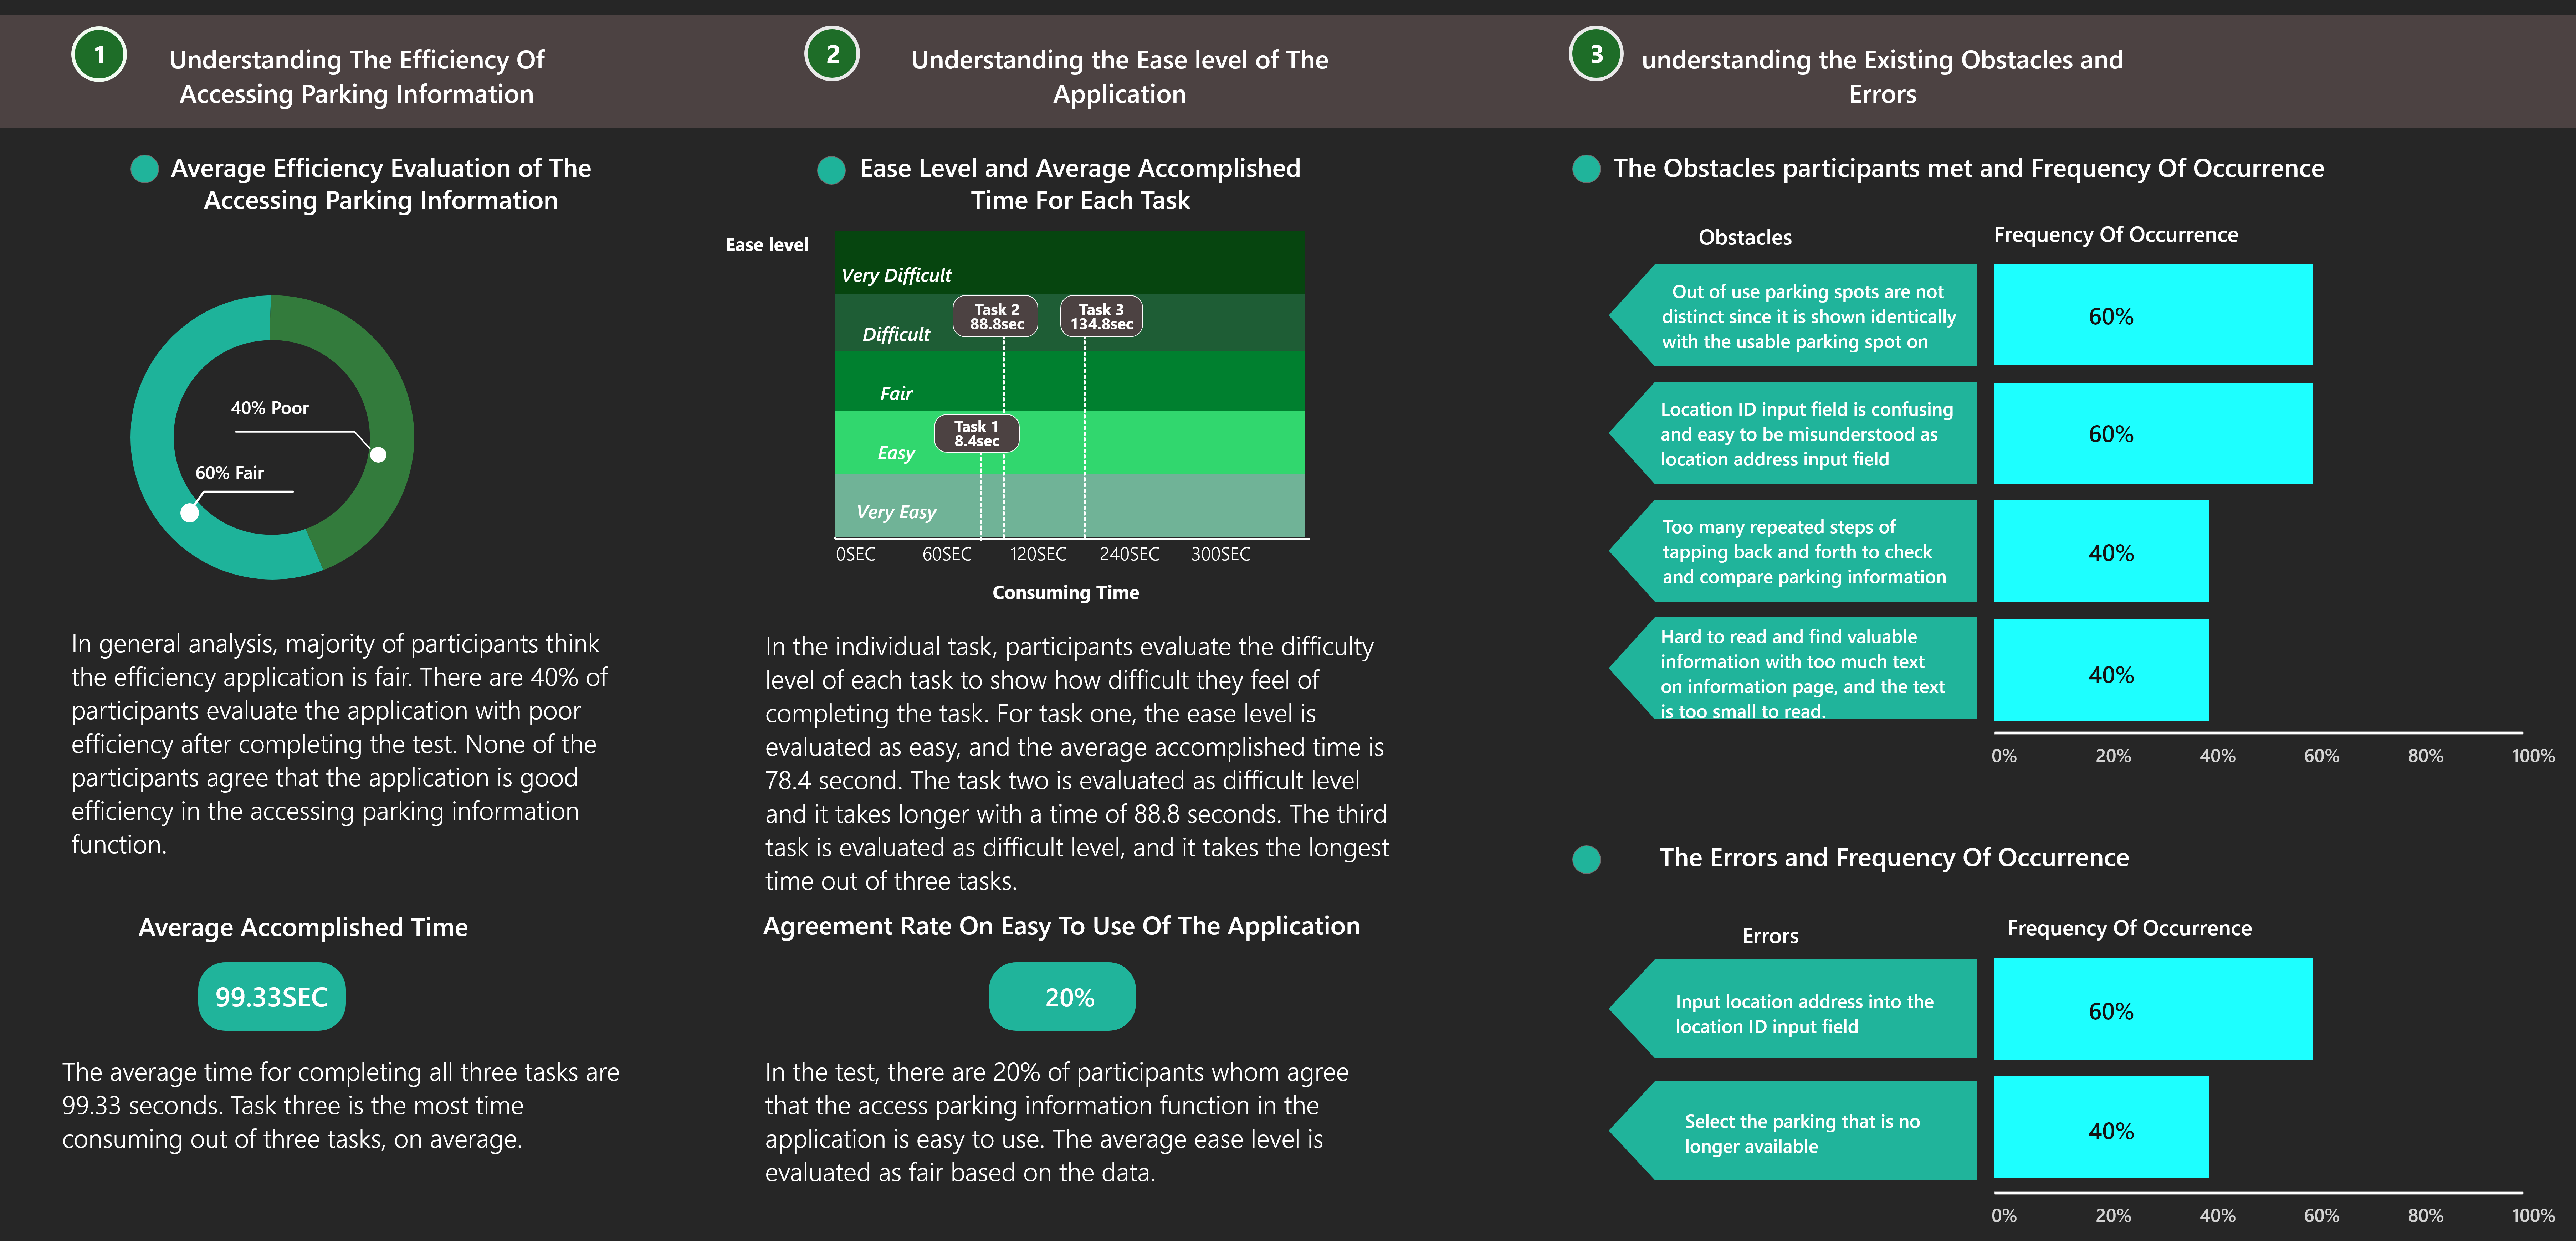 1
Understanding The Efficiency Of
Accessing Parking Information
Average Efficiency Evaluation of The
Accessing Parking Information
40% Poor
60% Fair
In general analysis, majority of participants think
the efficiency application is fair. There are 40% of
participants evaluate the application with poor
efficiency after completing the test. None of the
participants agree that the application is good
efficiency in the accessing parking information
function.
Average Accomplished Time
99.33SEC
The average time for completing all three tasks are
99.33 seconds. Task three is the most time
consuming out of three tasks, on average.
2
Understanding the Ease level of The
Application
Ease Level and Average Accomplished
Time For Each Task
Ease level
Very Difficult
Task 2
88.8sec
Task 3
134.8sec
Difficult
Fair
Task 1
8.4sec
Easy
Very Easy
0SEC 60SEC 120SEC 240SEC 300SEC
Consuming Time
In the individual task, participants evaluate the difficulty
level of each task to show how difficult they feel of
completing the task. For task one, the ease level is
evaluated as easy, and the average accomplished time is
78.4 second. The task two is evaluated as difficult level
and it takes longer with a time of 88.8 seconds. The third
task is evaluated as difficult level, and it takes the longest
time out of three tasks.
Agreement Rate On Easy To Use Of The Application
20%
In the test, there are 20% of participants whom agree
that the access parking information function in the
application is easy to use. The average ease level is
evaluated as fair based on the data.
3
understanding the Existing Obstacles and
Errors
The Obstacles participants met and Frequency Of Occurrence
Obstacles
Frequency Of Occurrence
Out of use parking spots are not
distinct since it is shown identically
with the usable parking spot on
60%
Location ID input field is confusing
and easy to be misunderstood as
location address input field
60%
Too many repeated steps of
tapping back and forth to check
and compare parking information
40%
Hard to read and find valuable
information with too much text
on information page, and the text
is too small to read.
40%
0% 20% 40% 60% 80% 100%
The Errors and Frequency Of Occurrence
Errors
Frequency Of Occurrence
Input location address into the
location ID input field
60%
Select the parking that is no
longer available
40%
0% 20% 40% 60% 80% 100%